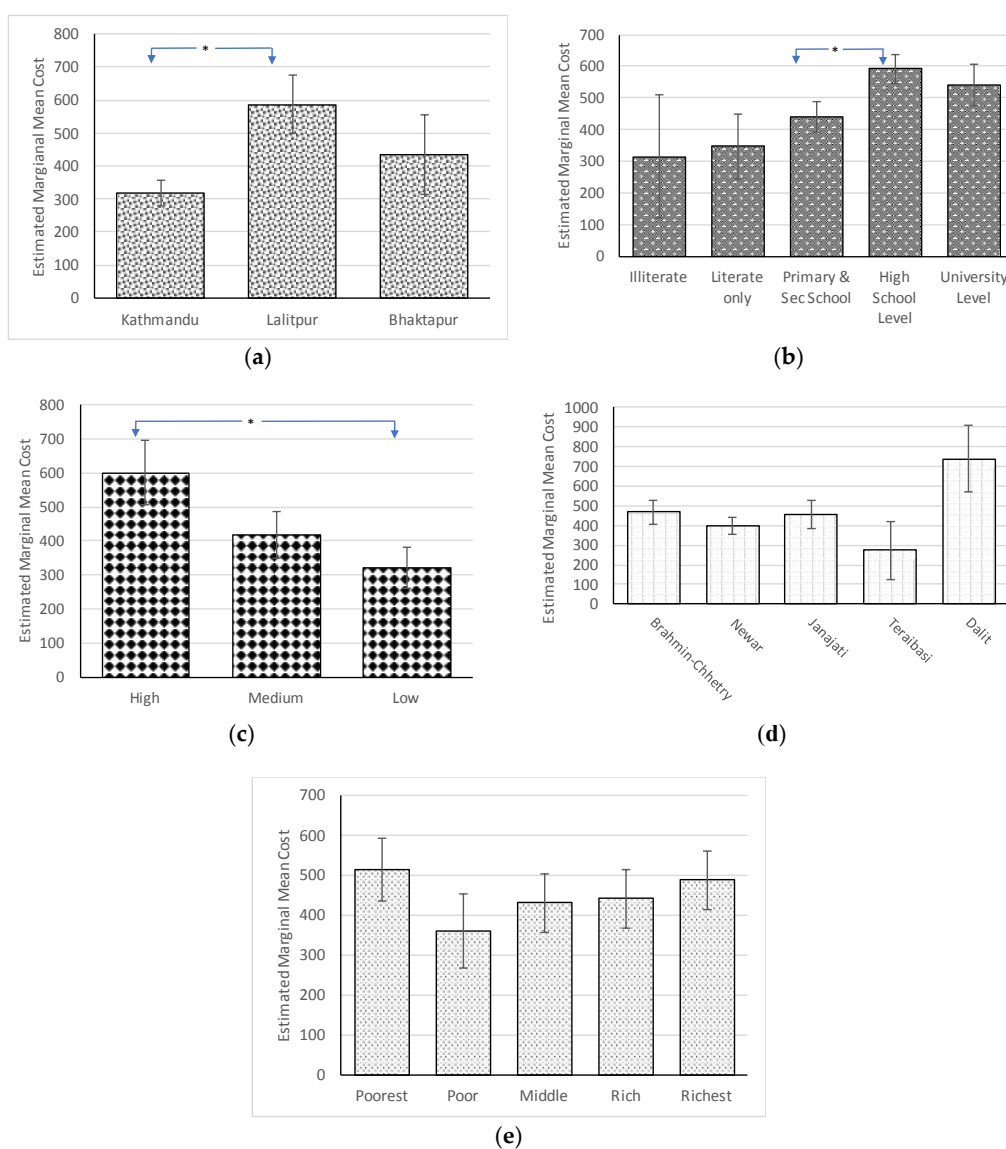 800
700
600
500
400
300
200
100
0
Estimated Margianal Mean Cost
*
Kathmandu
Lalitpur
Bhaktapur
(a)
700
600
500
400
300
200
100
0
Estimated Marginal Mean Cost
*
Illiterate
Literate
only
Primary &
Sec School
High
School
Level
University
Level
(b)
800
700
600
500
400
300
200
100
0
Estimated Marginal Mean Cost
*
High
Medium
Low
(c)
1000
900
800
700
600
500
400
300
200
100
0
Estimated Marginal Mean Cost
Brahmin-Chhetry
Newar
Janajati
Teraibasi
Dalit
(d)
700
600
500
400
300
200
100
0
Estimated Marginal Mean Cost
Poorest
Poor
Middle
Rich
Richest
(e)